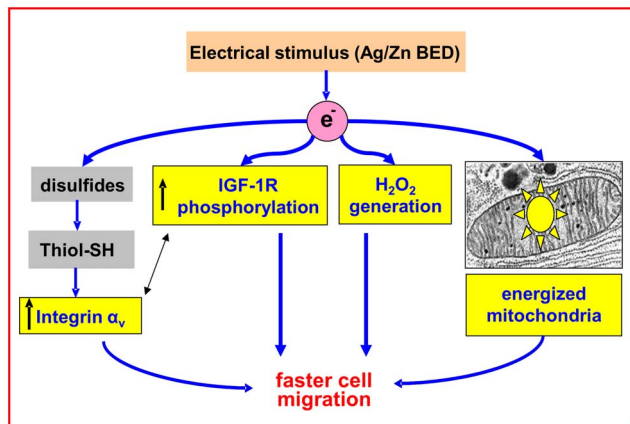 Electrical stimulus (Ag/Zn BED)
e⁻
disulfides
Thiol-SH
Integrin αᵥ
IGF-1R
phosphorylation
H₂O₂
generation
energized
mitochondria
faster cell
migration